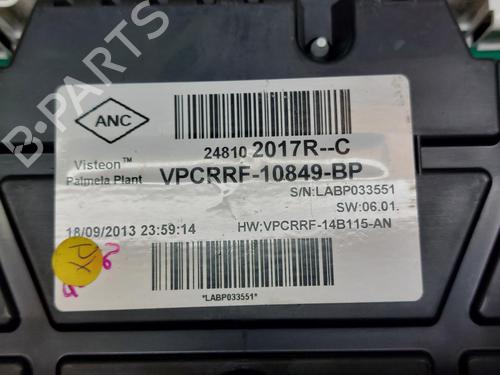 B-PARTS
ANC
24810 2017R--C
Visteon™
Palmela Plant
VPCRRF-10849-BP
S/N:LABP033551
SW:06.01.
18/09/2013 23:59:14
HW:VPCRRF-14B115-AN
*LABP033551*